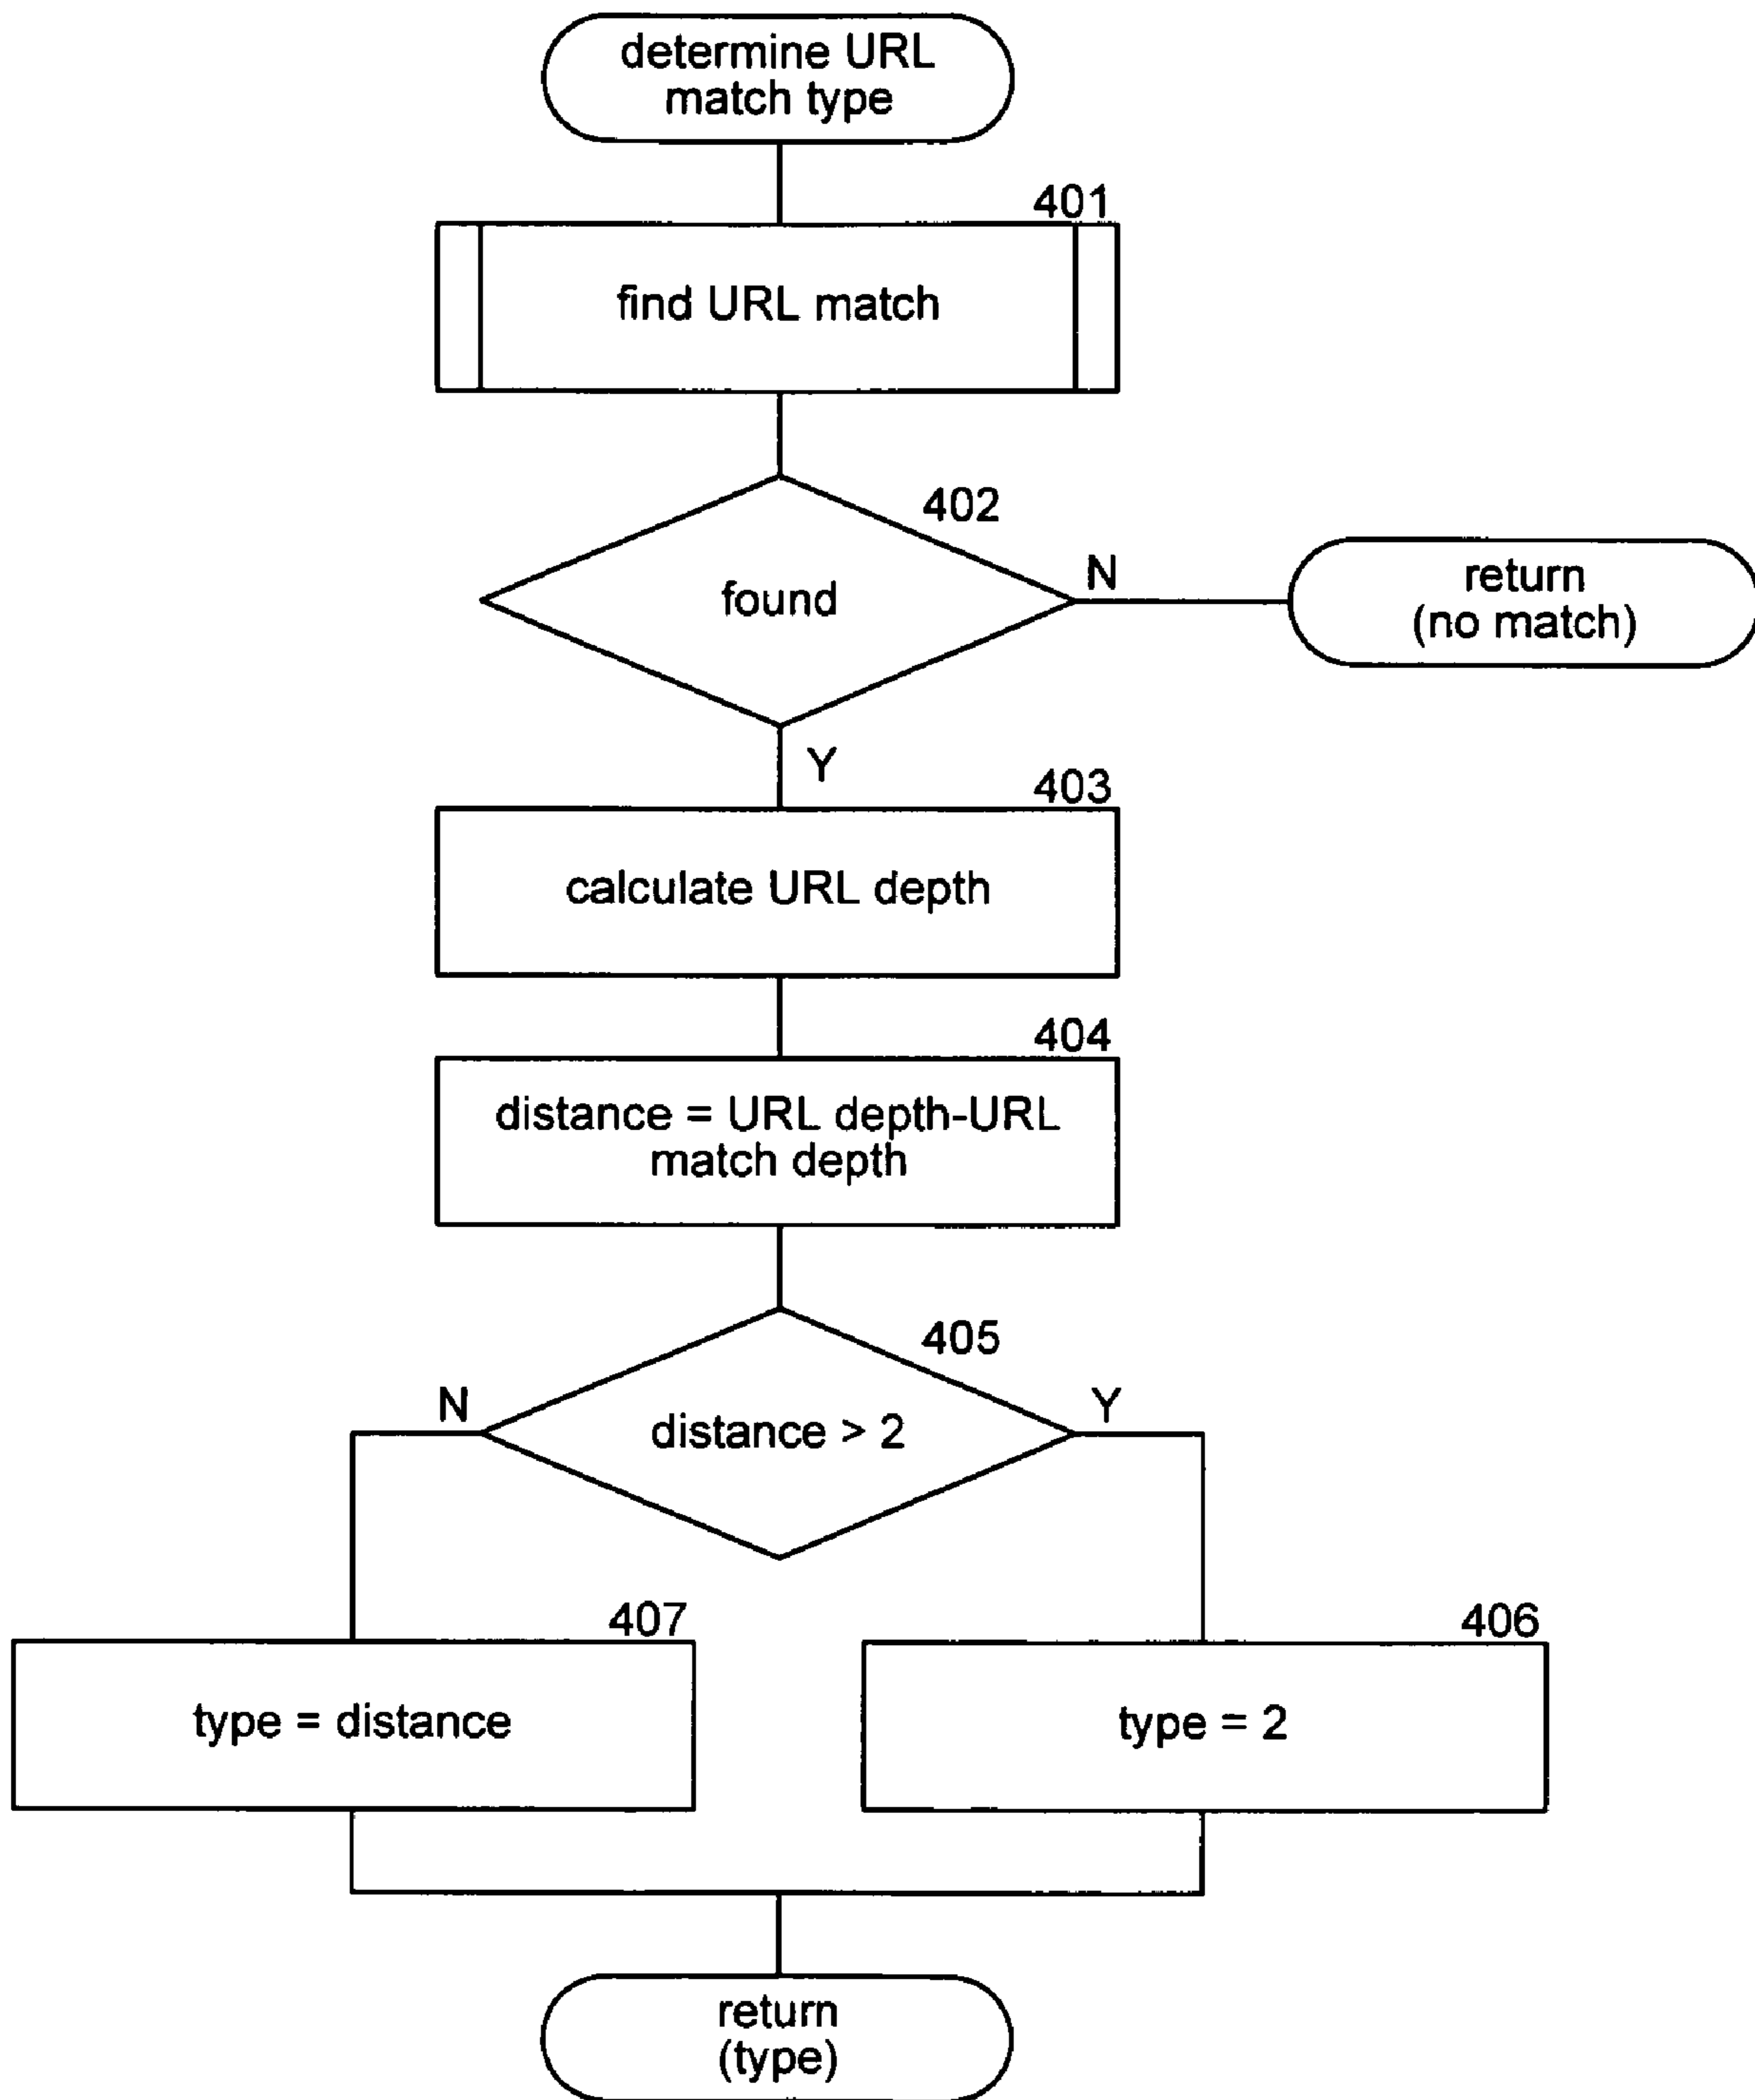 determine URL
match type
401
find URL match
402
found
N
return
(no match)
Y
403
calculate URL depth
404
distance = URL depth-URL
match depth
405
N
distance > 2
Y
407
type = distance
406
type = 2
return
(type)